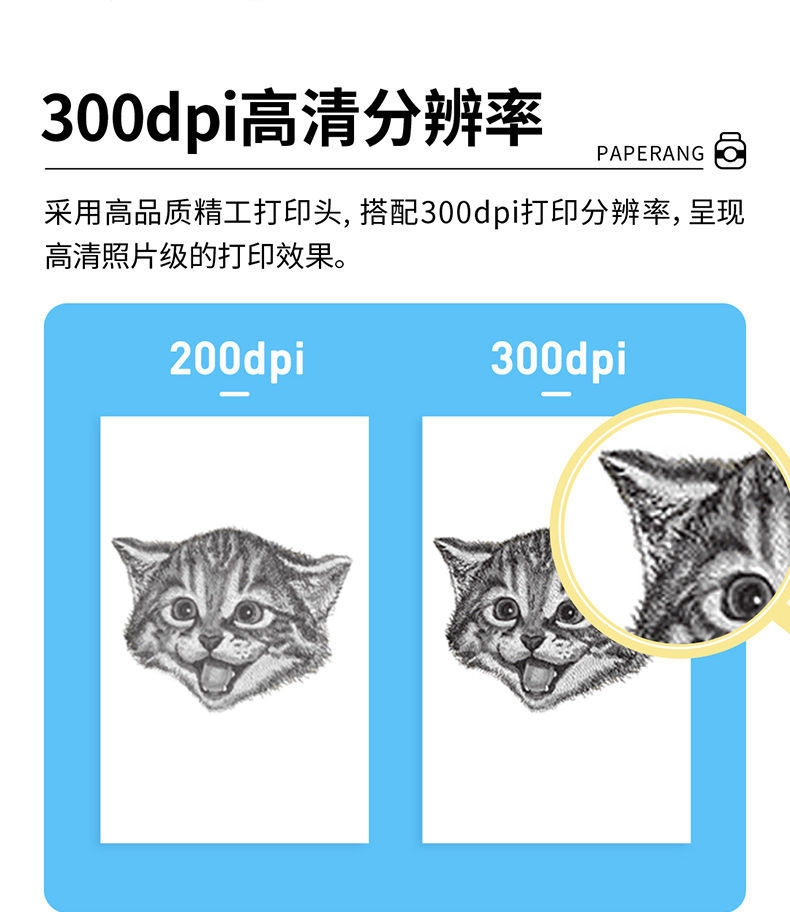 300dpi高清分辨率
PAPERANG
采用高品质精工打印头, 搭配300dpi打印分辨率, 呈现
高清照片级的打印效果。
200dpi
300dpi